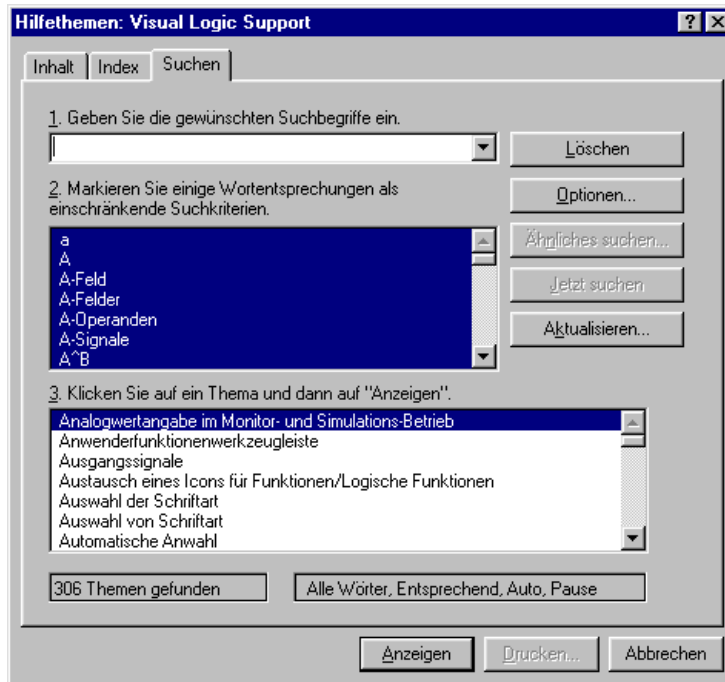 Hilfethemen: Visual Logic Support
Inhalt Index Suchen
1. Geben Sie die gewünschten Suchbegriffe ein.
Löschen
2. Markieren Sie einige Wortentsprechungen als
einschränkende Suchkriterien.
Optionen...
a
A
A-Feld
A-Felder
A-Operanden
A-Signale
A^B
Ähnliches suchen...
Jetzt suchen
Aktualisieren...
3. Klicken Sie auf ein Thema und dann auf "Anzeigen".
Analogwertangabe im Monitor- und Simulations-Betrieb
Anwenderfunktionenwerkzeugleiste
Ausgangssignale
Austausch eines Icons für Funktionen/Logische Funktionen
Auswahl der Schriftart
Auswahl von Schriftart
Automatische Anwahl
306 Themen gefunden
Alle Wörter, Entsprechend, Auto, Pause
Anzeigen Drucken... Abbrechen